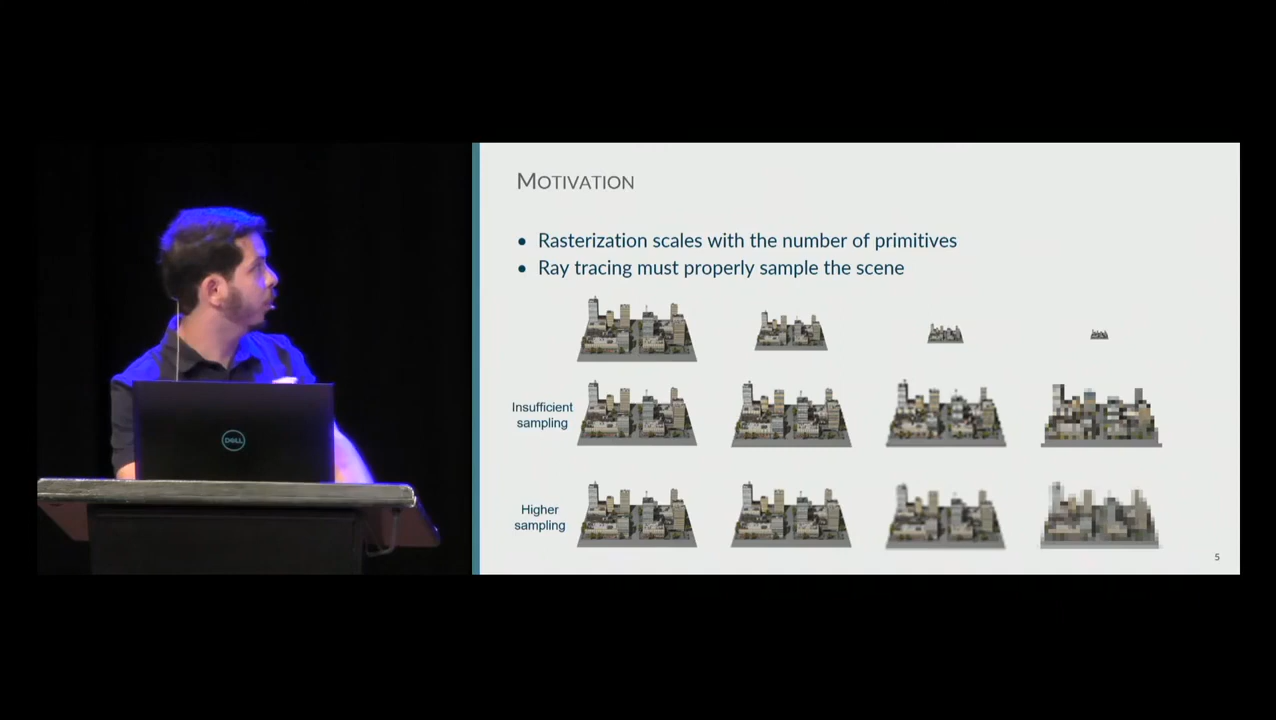 MOTIVATION
• Rasterization scales with the number of primitives
• Ray tracing must properly sample the scene
Insufficient
sampling
Higher
sampling
5
DELL